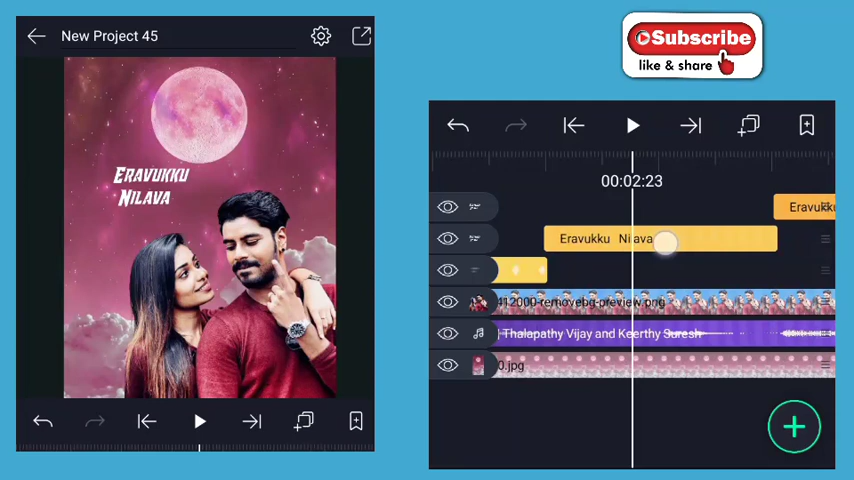 New Project 45
Subscribe
like & share
ERAVUKKU
NILAVA
00:02:23
Eravukku
Eravukku Nilava
412000-removebg-preview.png
Thalapathy Vijay and Keerthy Suresh
0.jpg